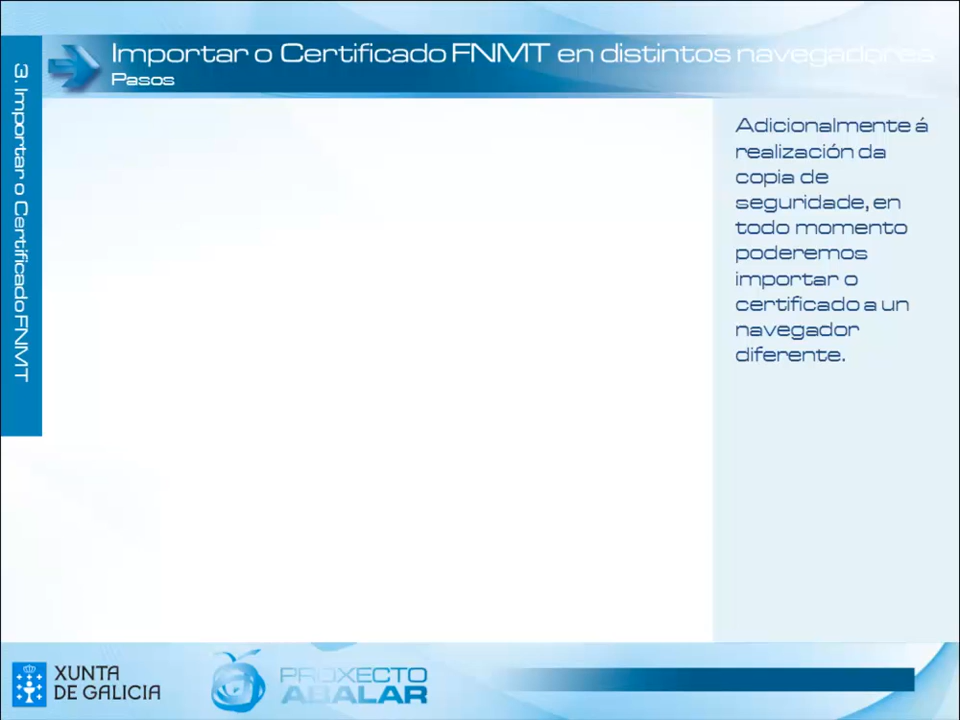 Importar o Certificado FNMT en distintos navegadores
Pasos
3. Importar o Certificado FNMT
Adicionalmente á
realización da
copia de
seguridade, en
todo momento
poderemos
importar o
certificado a un
navegador
diferente.
XUNTA
DE GALICIA
PROXECTO
ABALAR